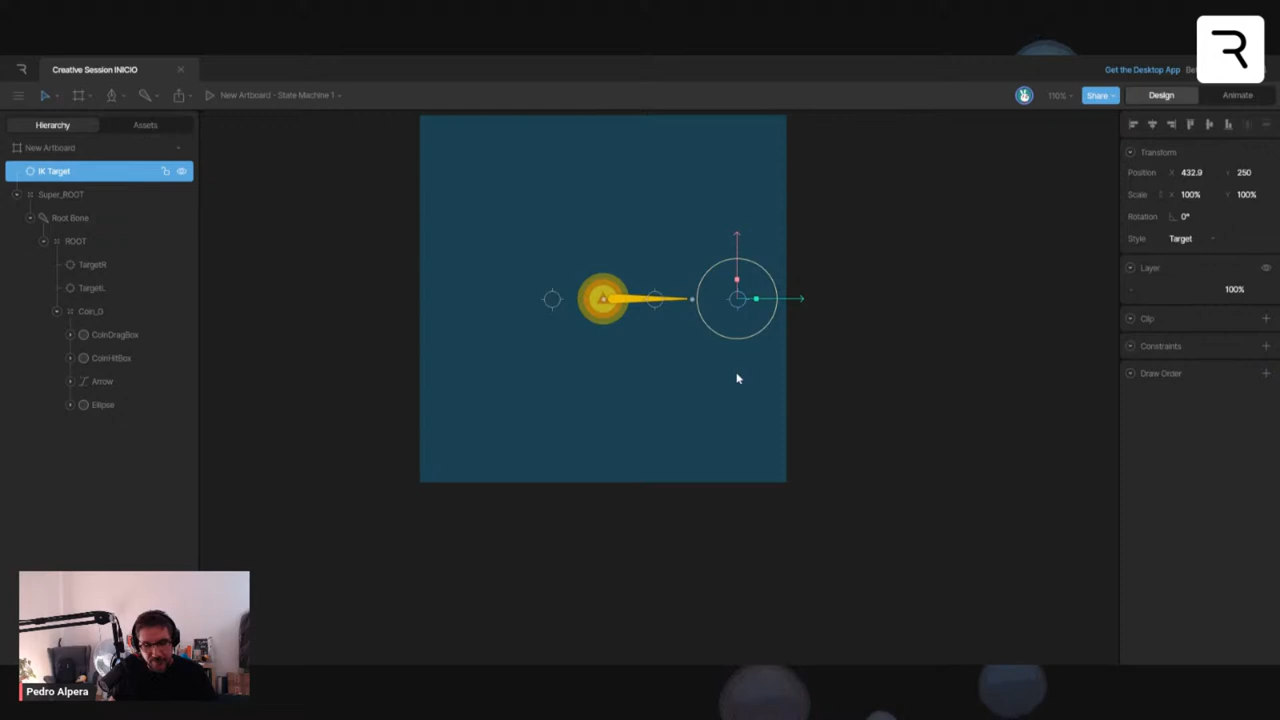 Creative Session INICIO
Get the Desktop App
New Artboard - State Machine 1
110%
Share
Design
Animate
Hierarchy
Assets
New Artboard
IK Target
Super_ROOT
Root Bone
ROOT
TargetR
TargetL
Coin_D
CoinDragBox
CoinHitBox
Arrow
Ellipse
Transform
Position X 432.9 Y 250
Scale X 100% Y 100%
Rotation 0°
Style Target
Layer
100%
Clip
Constraints
Draw Order
Pedro Alpera